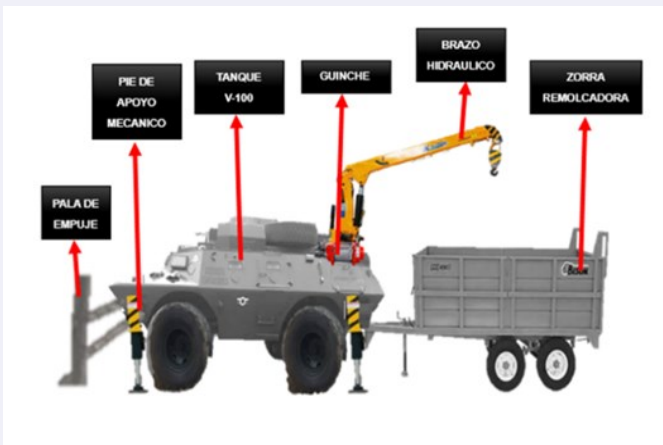 BRAZO
HIDRAULICO
TANQUE
V-100
GUINCHE
ZORRA
REMOLCADORA
PIE DE
APOYO
MECANICO
PALA DE
EMPUJE